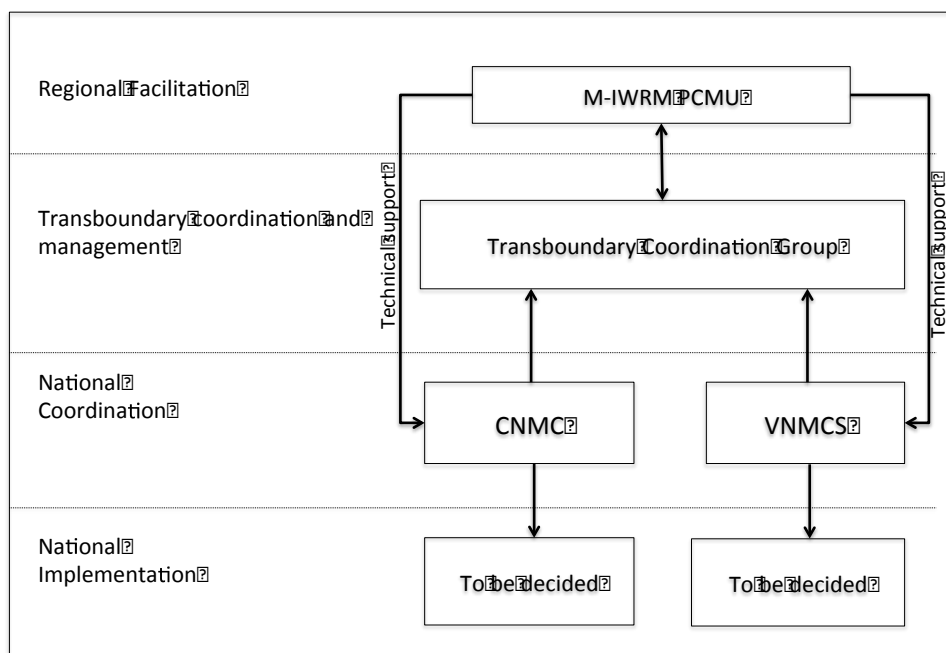 Regional Facilitation
M-IWRM PCMU
Technical support
Technical support
Transboundary coordination and
management
Transboundary Coordination Group
National
Coordination
CNMC
VNMCS
National
Implementation
To be decided
To be decided